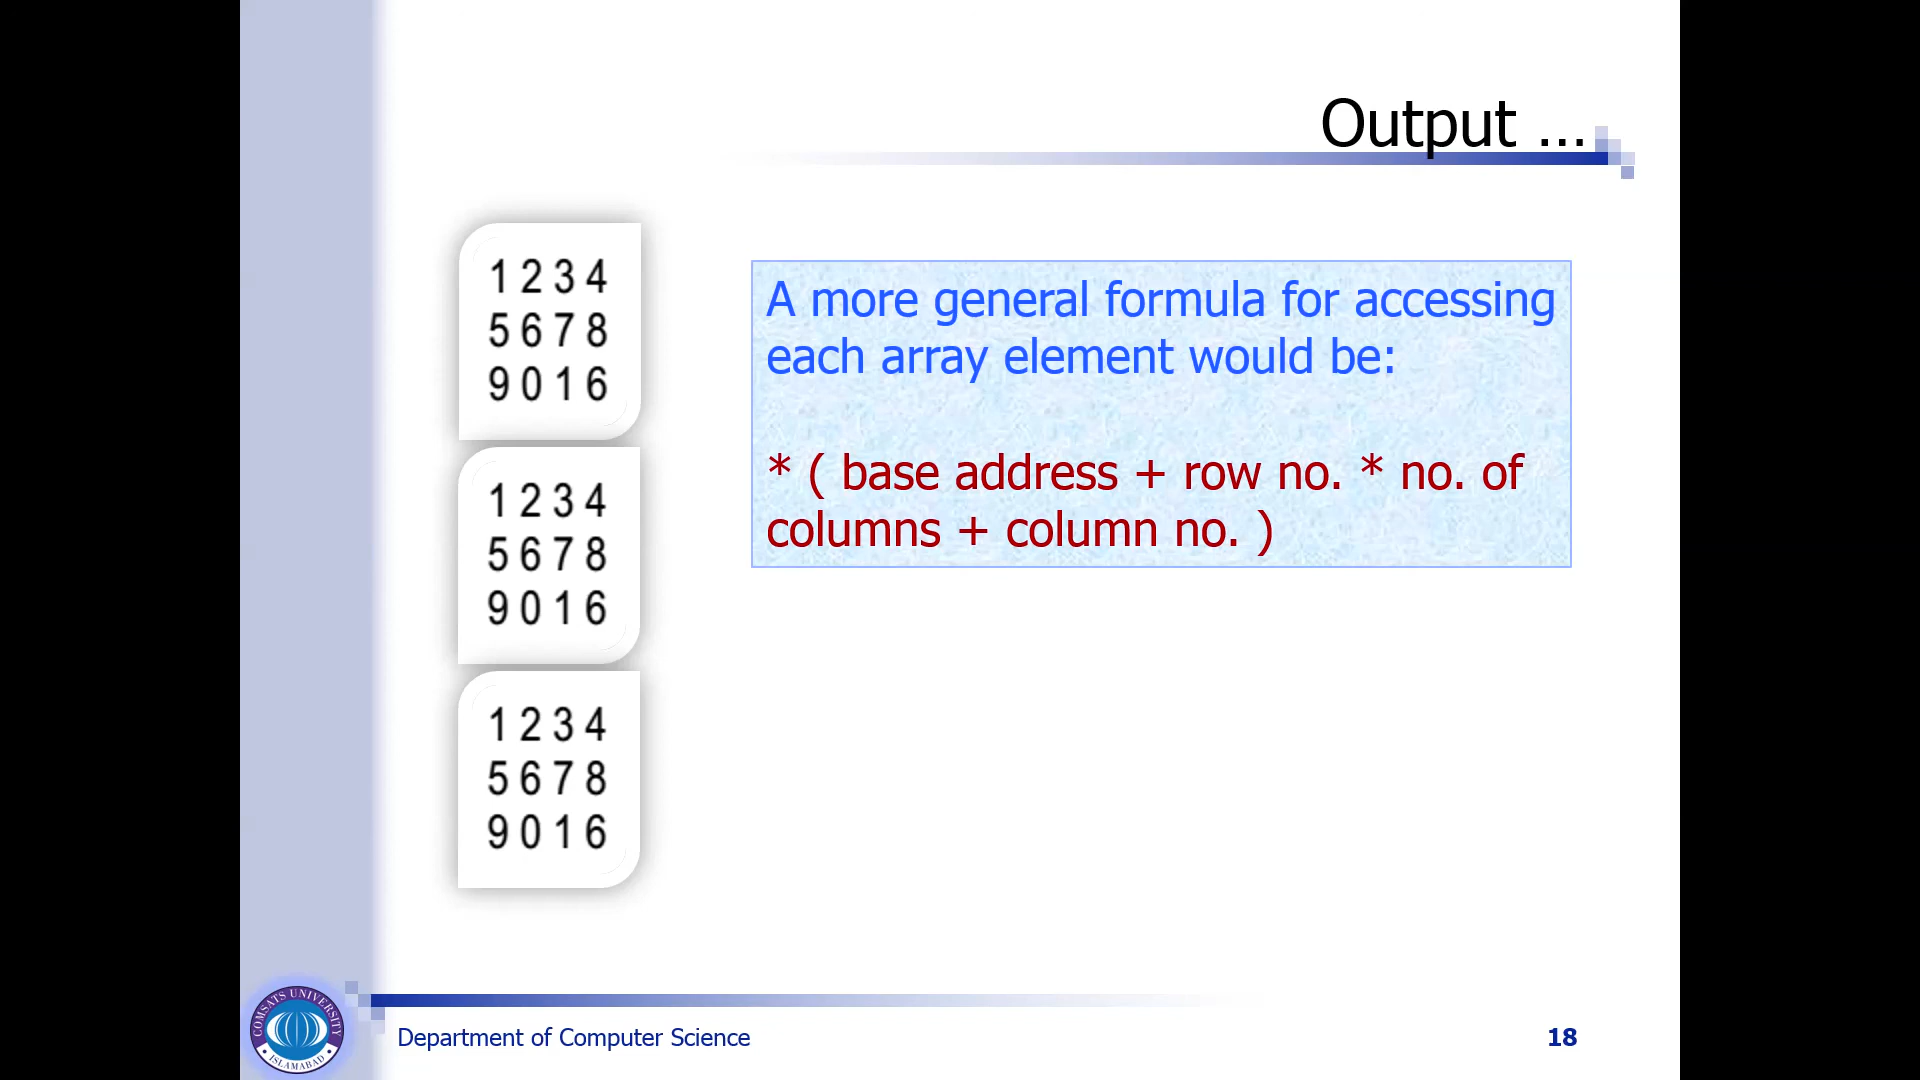 Output ...
1 2 3 4
5 6 7 8
9 0 1 6
1 2 3 4
5 6 7 8
9 0 1 6
1 2 3 4
5 6 7 8
9 0 1 6
A more general formula for accessing
each array element would be:
* ( base address + row no. * no. of
columns + column no. )
COMSATS UNIVERSITY
ISLAMABAD
Department of Computer Science
18